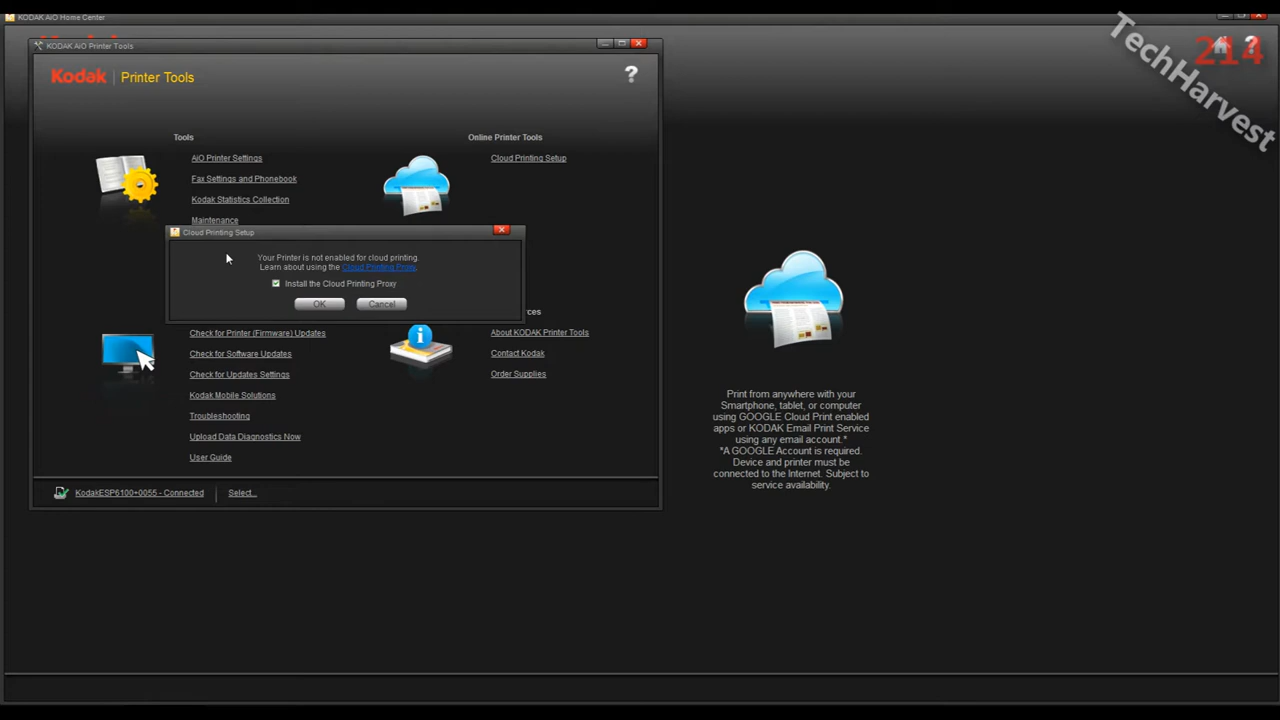 KODAK AiO Home Center
KODAK AiO Printer Tools
Kodak | Printer Tools
?
?
TechHarvest
214
Tools
AiO Printer Settings
Fax Settings and Phonebook
Kodak Statistics Collection
Maintenance
Online Printer Tools
Cloud Printing Setup
Cloud Printing Setup
Your Printer is not enabled for cloud printing.
Learn about using the Cloud Printing Proxy.
Install the Cloud Printing Proxy
OK
Cancel
Check for Printer (Firmware) Updates
Check for Software Updates
Check for Updates Settings
Kodak Mobile Solutions
Troubleshooting
Upload Data Diagnostics Now
User Guide
rces
About KODAK Printer Tools
Contact Kodak
Order Supplies
KodakESP6100+0055 - Connected
Select...
Print from anywhere with your
Smartphone, tablet, or computer
using GOOGLE Cloud Print enabled
apps or KODAK Email Print Service
using any email account.*
*A GOOGLE Account is required.
Device and printer must be
connected to the Internet. Subject to
service availability.